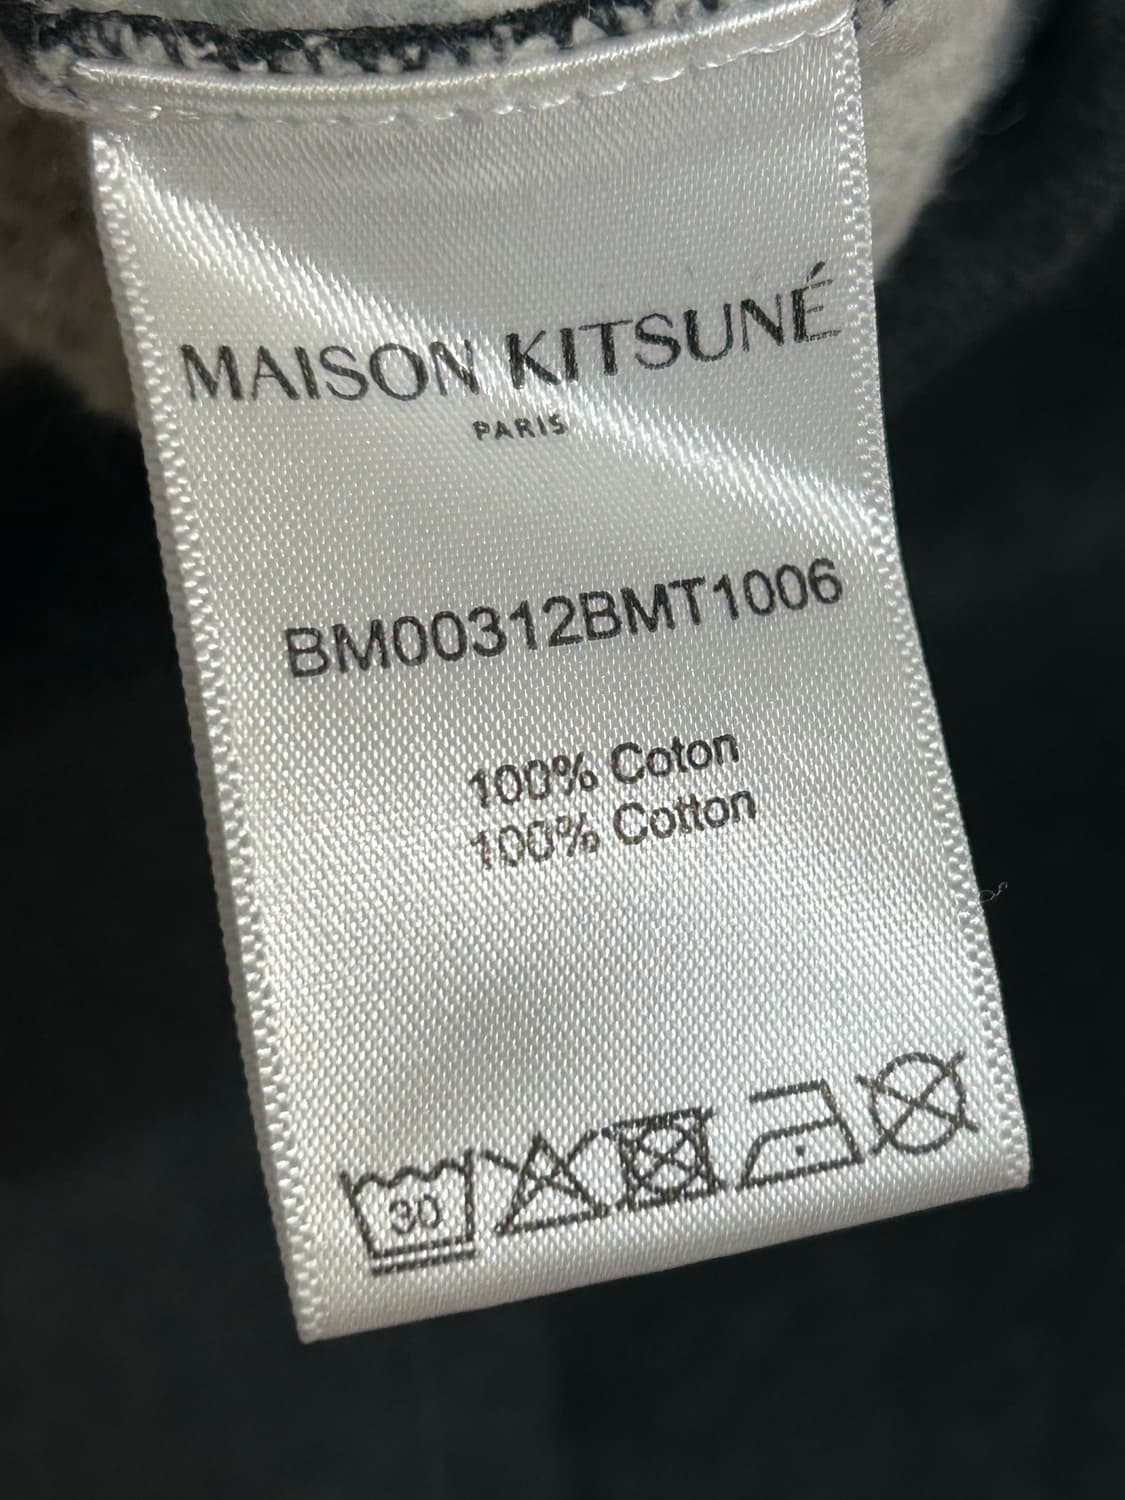 MAISON KITSUNÉ
PARIS
BM00312BMT1006
100% Coton
100% Cotton
30